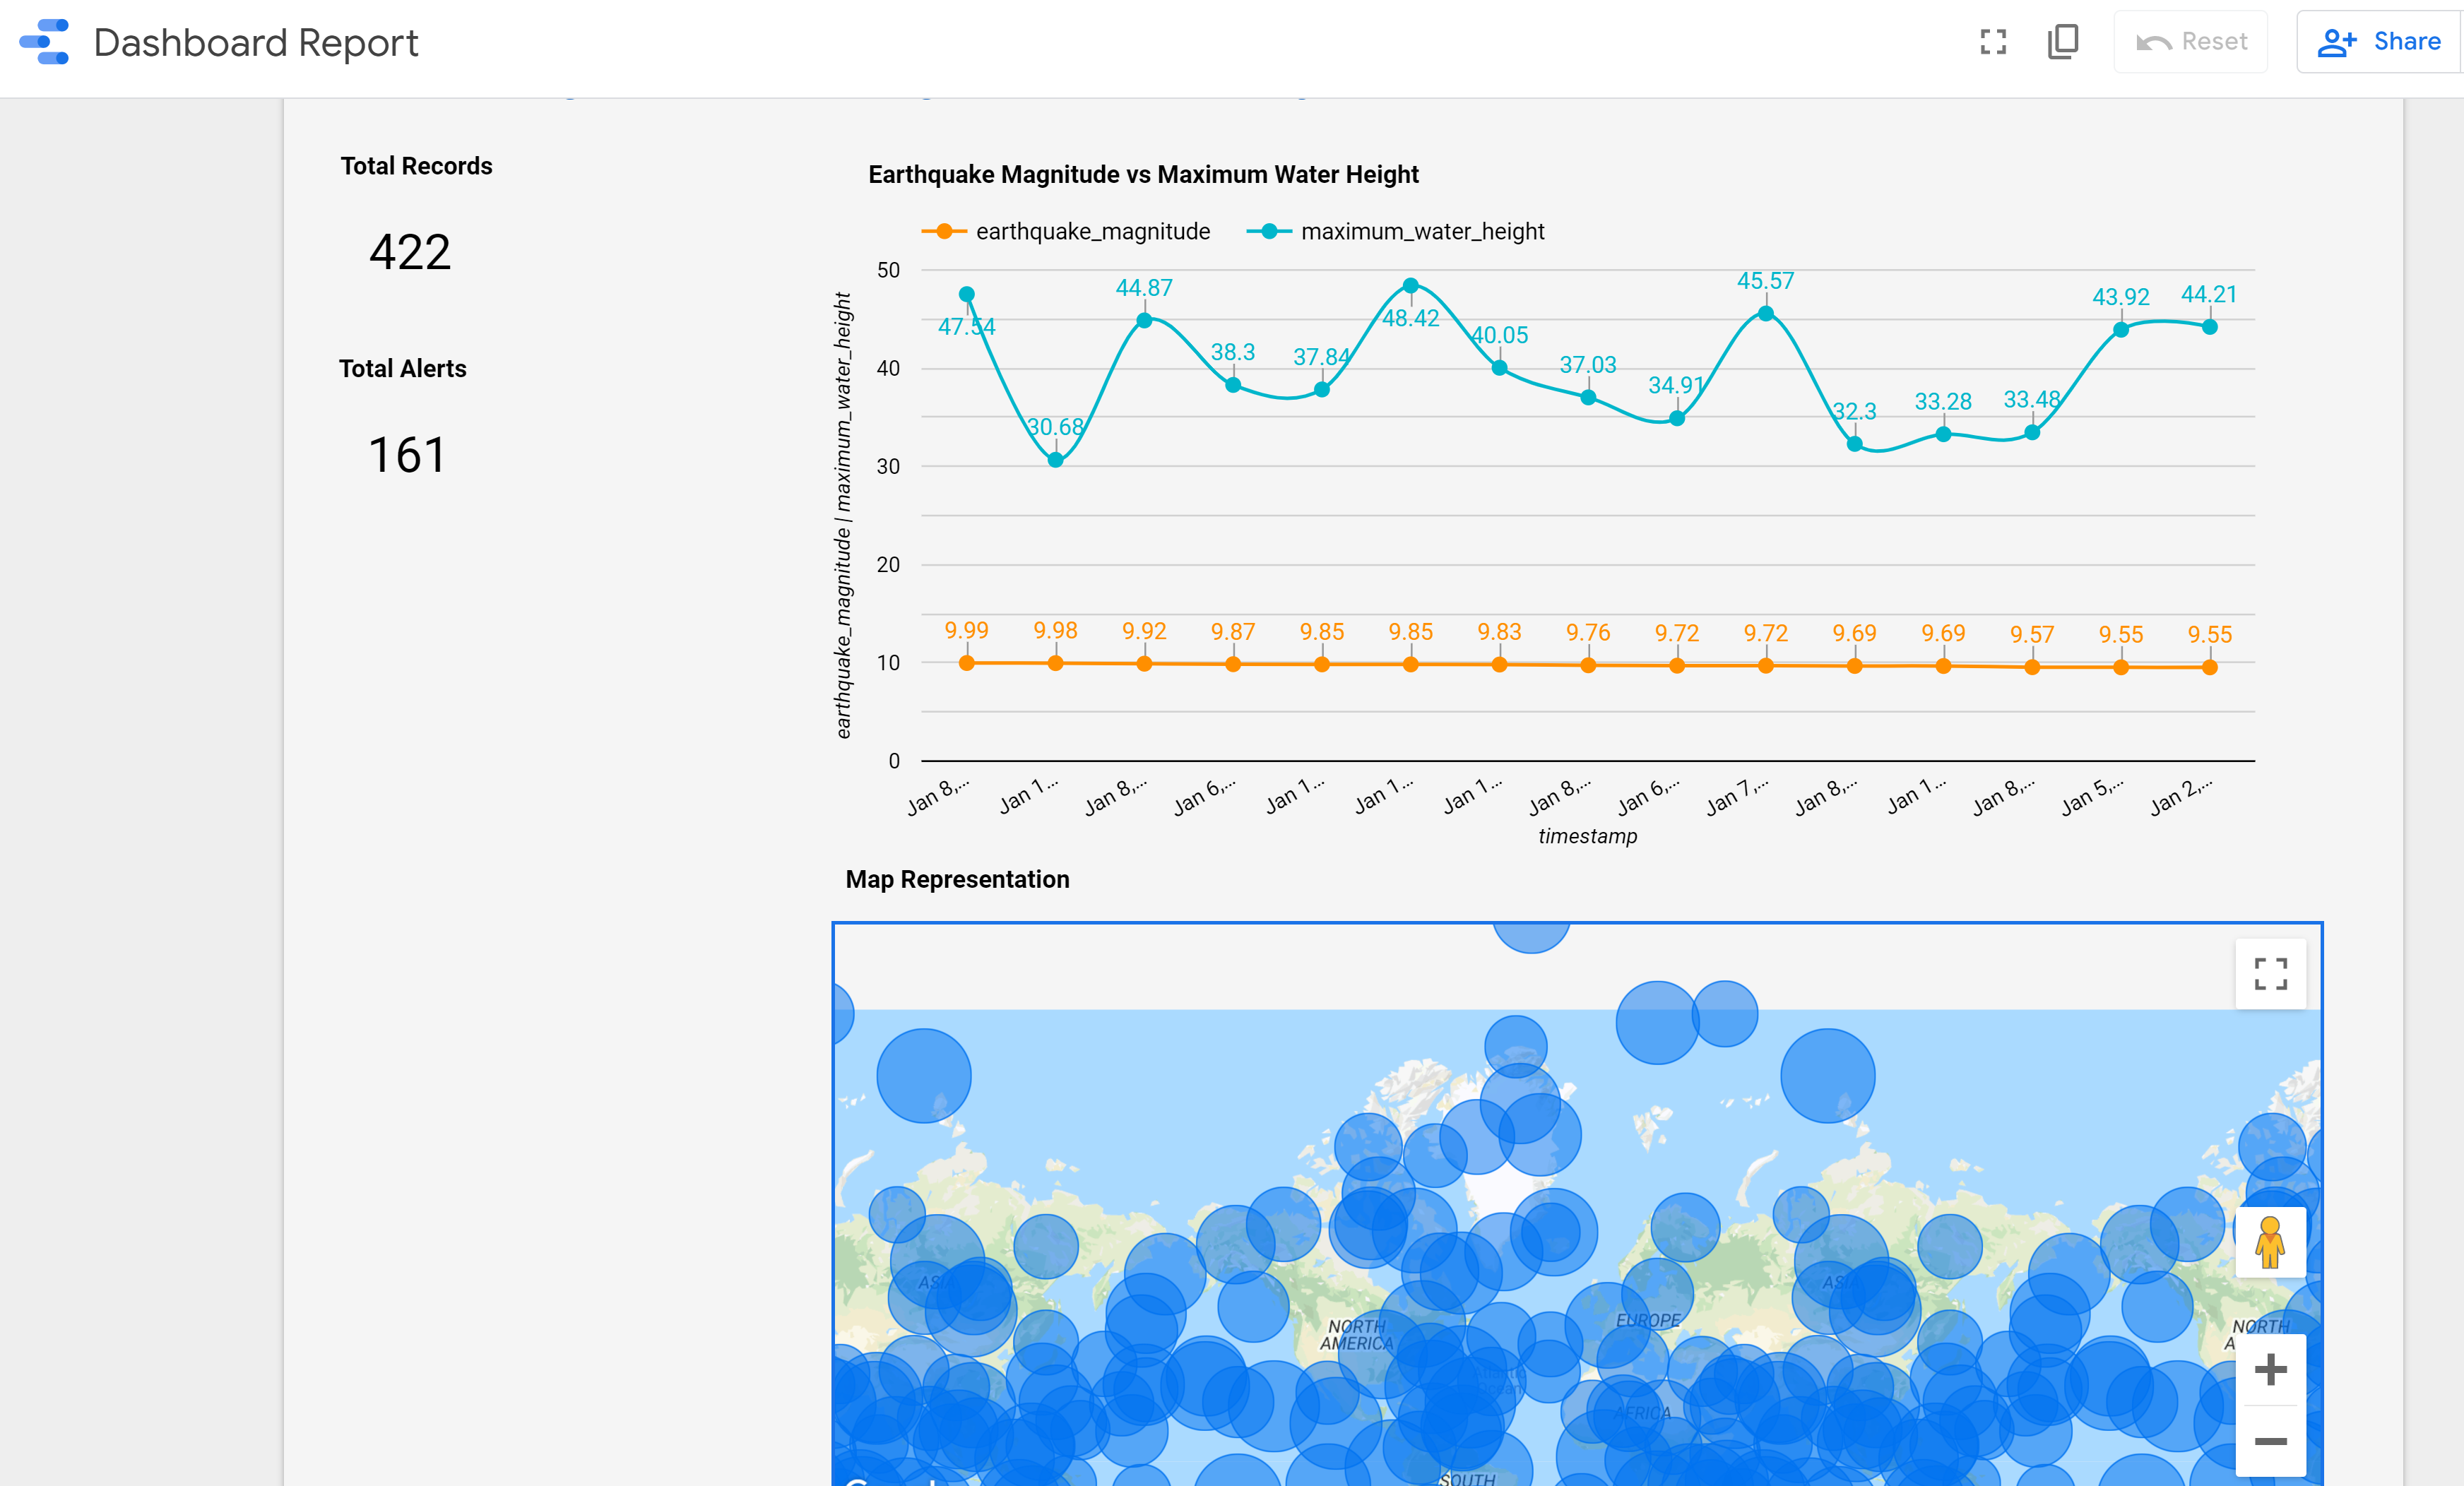 Dashboard Report
Reset
Share
Total Records
422
Total Alerts
161
Earthquake Magnitude vs Maximum Water Height
earthquake_magnitude
maximum_water_height
earthquake_magnitude | maximum_water_height
50
40
30
20
10
0
47.54
30.68
44.87
38.3
37.84
48.42
40.05
37.03
34.91
45.57
32.3
33.28
33.48
43.92
44.21
9.99
9.98
9.92
9.87
9.85
9.85
9.83
9.76
9.72
9.72
9.69
9.69
9.57
9.55
9.55
Jan 8,...
Jan 1...
Jan 8,...
Jan 6,...
Jan 1...
Jan 1...
Jan 1...
Jan 8,...
Jan 6,...
Jan 7,...
Jan 8,...
Jan 1...
Jan 8,...
Jan 5,...
Jan 2,...
timestamp
Map Representation
ASIA
ASIA
NORTH
AMERICA
EUROPE
NORTH
Atlantic
Ocean
AFRICA
SOUTH